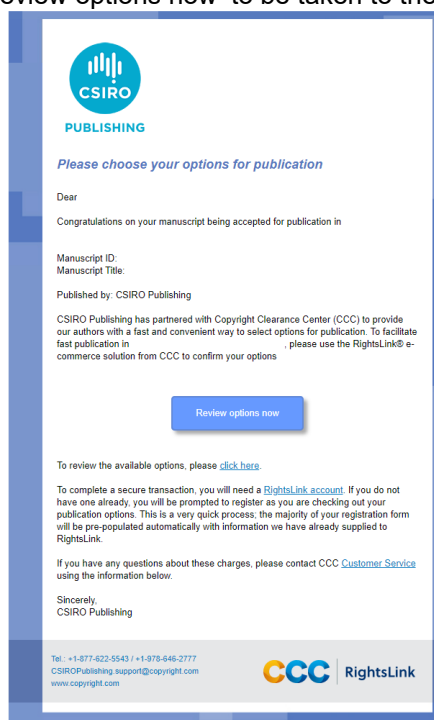 eview options now' to be taken to the
CSIRO
PUBLISHING
Please choose your options for publication
Dear
Congratulations on your manuscript being accepted for publication in
Manuscript ID:
Manuscript Title:
Published by: CSIRO Publishing
CSIRO Publishing has partnered with Copyright Clearance Center (CCC) to provide
our authors with a fast and convenient way to select options for publication. To facilitate
fast publication in , please use the RightsLink® e-
commerce solution from CCC to confirm your options
Review options now
To review the available options, please click here.
To complete a secure transaction, you will need a RightsLink account. If you do not
have one already, you will be prompted to register as you are checking out your
publication options. This is a very quick process; the majority of your registration form
will be pre-populated automatically with information we have already supplied to
RightsLink.
If you have any questions about these charges, please contact CCC Customer Service
using the information below.
Sincerely,
CSIRO Publishing
Tel.: +1-877-622-5543 / +1-978-646-2777
CSIROPublishing.support@copyright.com
www.copyright.com
CCC RightsLink